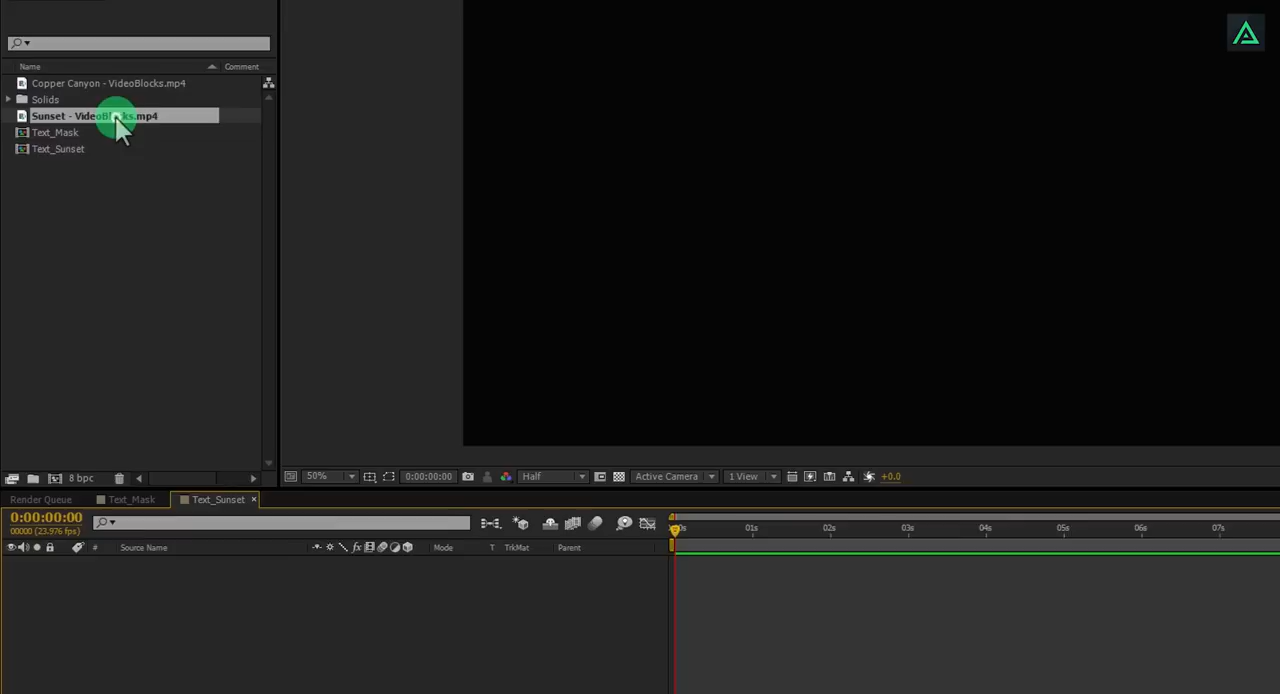 Name Comment
Copper Canyon - VideoBlocks.mp4
Solids
Sunset - VideoBlocks.mp4
Text_Mask
Text_Sunset
8 bpc
50% 0:00:00:00 Half Active Camera 1 View +0.0
Render Queue Text_Mask Text_Sunset
0:00:00:00
00000 (23.976 fps)
01s 02s 03s 04s 05s 06s 07s
# Source Name fx Mode T TrkMat Parent